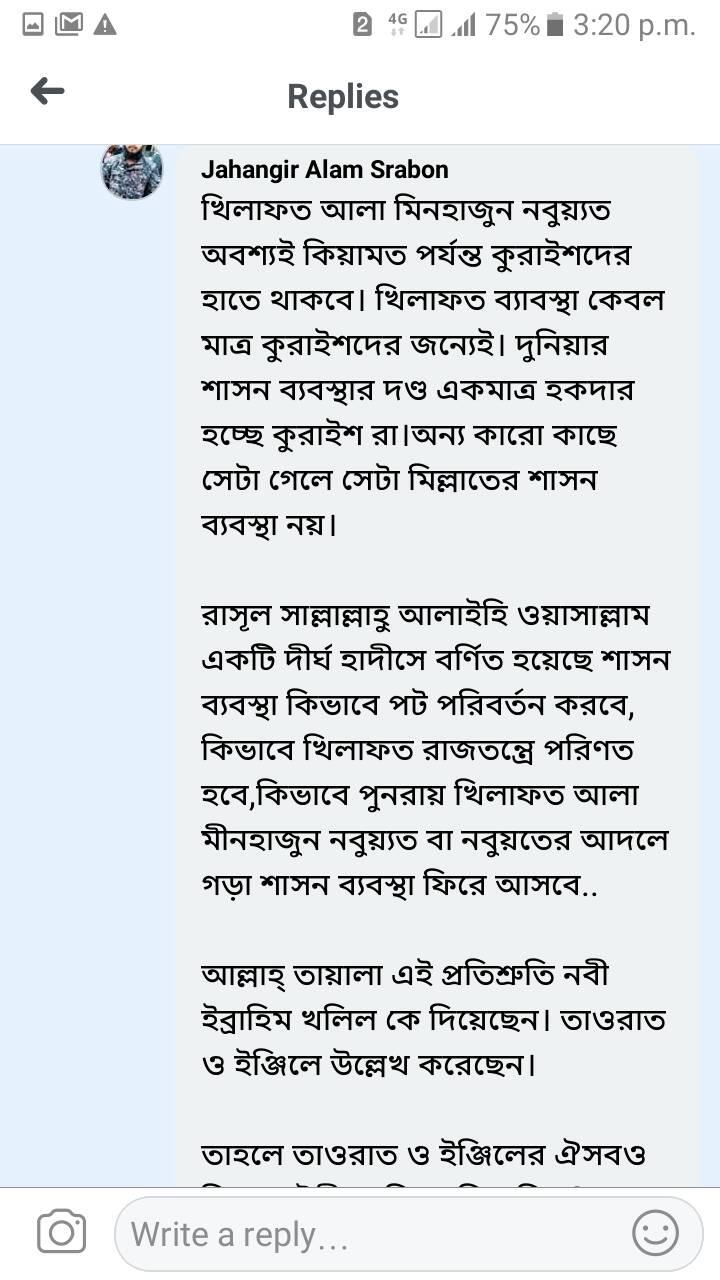 2 4G 75% 3:20 p.m.
Replies
Jahangir Alam Srabon
খিলাফত আলা মিনহাজুন নবুয়্যত
অবশ্যই কিয়ামত পর্যন্ত কুরাইশদের
হাতে থাকবে। খিলাফত ব্যাবস্থা কেবল
মাত্র কুরাইশদের জন্যেই। দুনিয়ার
শাসন ব্যবস্থার দণ্ড একমাত্র হকদার
হচ্ছে কুরাইশ রা।অন্য কারো কাছে
সেটা গেলে সেটা মিল্লাতের শাসন
ব্যবস্থা নয়।
রাসূল সাল্লাল্লাহু আলাইহি ওয়াসাল্লাম
একটি দীর্ঘ হাদীসে বর্ণিত হয়েছে শাসন
ব্যবস্থা কিভাবে পট পরিবর্তন করবে,
কিভাবে খিলাফত রাজতন্ত্রে পরিণত
হবে,কিভাবে পুনরায় খিলাফত আলা
মীনহাজুন নবুয়্যত বা নবুয়তের আদলে
গড়া শাসন ব্যবস্থা ফিরে আসবে..
আল্লাহ্ তায়ালা এই প্রতিশ্রুতি নবী
ইব্রাহিম খলিল কে দিয়েছেন। তাওরাত
ও ইঞ্জিলে উল্লেখ করেছেন।
তাহলে তাওরাত ও ইঞ্জিলের ঐসবও
Write a reply...